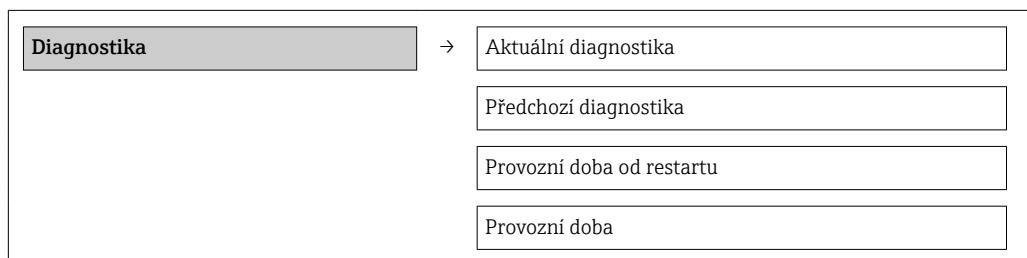 Diagnostika → Aktuální diagnostika
Předchozí diagnostika
Provozní doba od restartu
Provozní doba